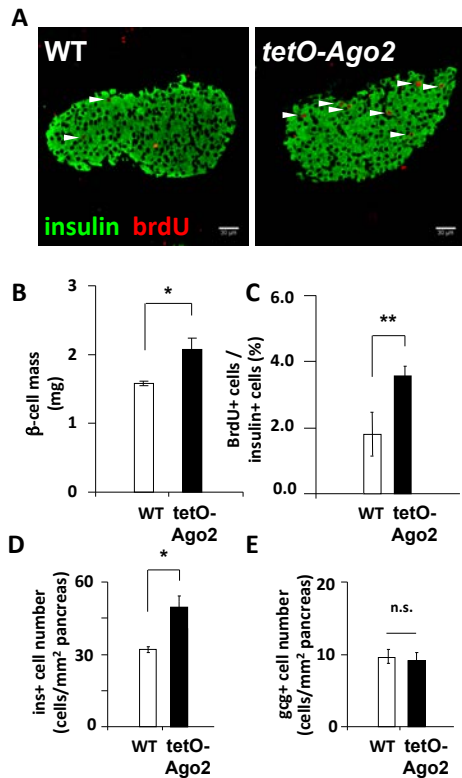 A
WT
tetO-Ago2
insulin brdU
30 µm
30 µm
B
β-cell mass
(mg)
3
2
1
0
*
WT tetO-
Ago2
C
BrdU+ cells /
insulin+ cells (%)
6.0
4.0
2.0
0.0
**
WT tetO-
Ago2
D
ins+ cell number
(cells/mm² pancreas)
60
30
0
*
WT tetO-
Ago2
E
gcg+ cell number
(cells/mm² pancreas)
20
10
0
n.s.
WT tetO-
Ago2